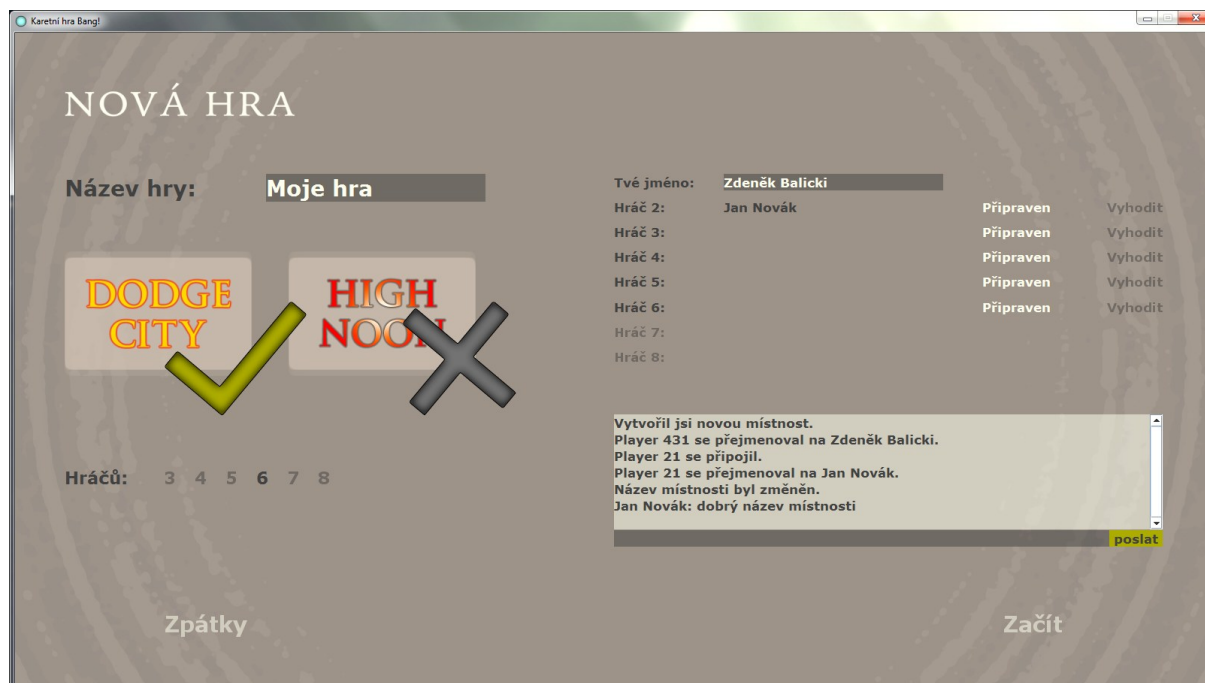 Karetní hra Bang!
NOVÁ HRA
Název hry: Moje hra
DODGE
CITY
HIGH
NOON
Hráčů: 3 4 5 6 7 8
Tvé jméno: Zdeněk Balicki
Hráč 2: Jan Novák Připraven Vyhodit
Hráč 3: Připraven Vyhodit
Hráč 4: Připraven Vyhodit
Hráč 5: Připraven Vyhodit
Hráč 6: Připraven Vyhodit
Hráč 7:
Hráč 8:
Vytvořil jsi novou místnost.
Player 431 se přejmenoval na Zdeněk Balicki.
Player 21 se připojil.
Player 21 se přejmenoval na Jan Novák.
Název místnosti byl změněn.
Jan Novák: dobrý název místnosti
poslat
Zpátky
Začít